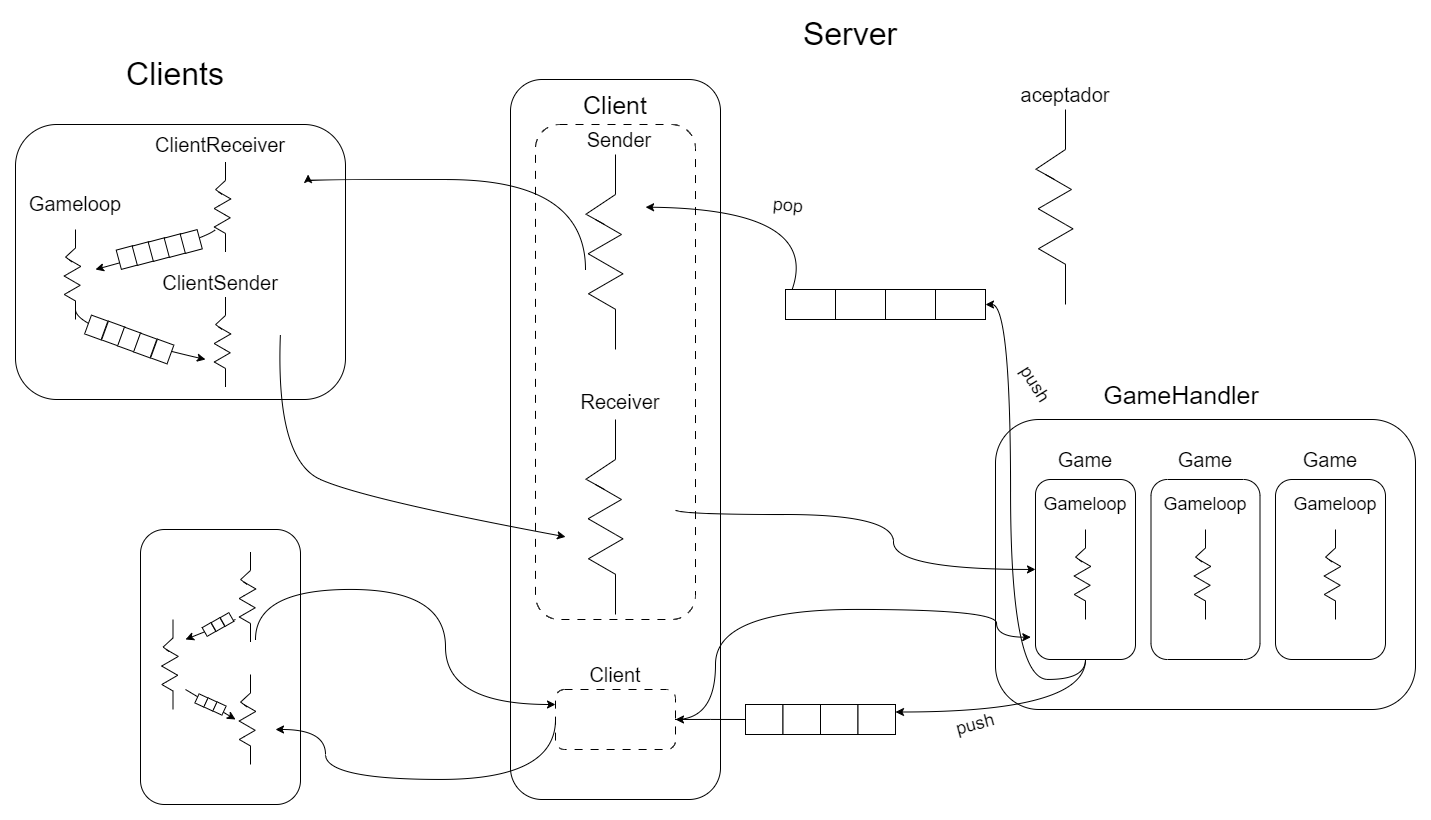 Server
Clients
aceptador
Client
Sender
ClientReceiver
Gameloop
pop
ClientSender
push
GameHandler
Receiver
Game
Game
Game
Gameloop
Gameloop
Gameloop
Client
push